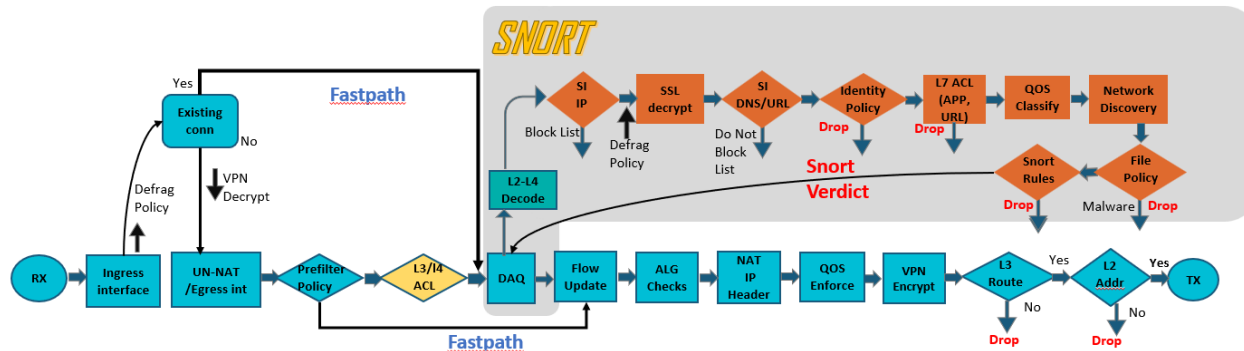 SNORT
Yes
Fastpath
Existing
conn
No
Defrag
Policy
VPN
Decrypt
SI
IP
Block List
SSL
decrypt
Defrag
Policy
SI
DNS/URL
Do Not
Block
List
Identity
Policy
Drop
L7 ACL
(APP,
URL)
Drop
QOS
Classify
Network
Discovery
File
Policy
Malware
Drop
Snort
Rules
Drop
Snort
Verdict
L2-L4
Decode
RX
Ingress
interface
UN-NAT
/Egress int
Prefilter
Policy
L3/l4
ACL
DAQ
Flow
Update
ALG
Checks
NAT
IP
Header
QOS
Enforce
VPN
Encrypt
L3
Route
Yes
No
Drop
L2
Addr
Yes
No
Drop
TX
Fastpath